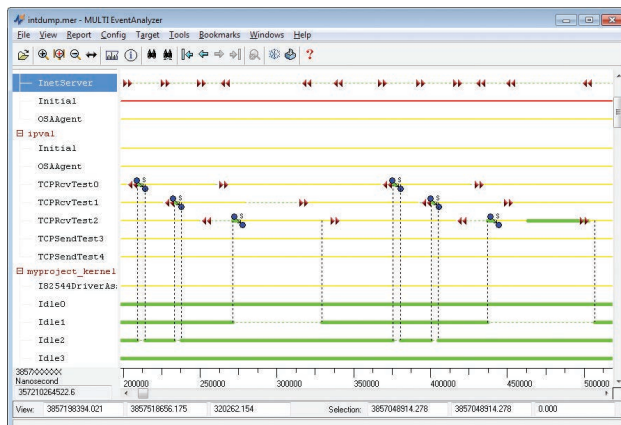 intdump.mer - MULTI EventAnalyzer
File View Report Config Target Tools Bookmarks Windows Help
InetServer
Initial
OSAAgent
ipval
Initial
OSAAgent
TCPRcvTest0
TCPRcvTest1
TCPRcvTest2
TCPSendTest3
TCPSendTest4
myproject_kernel
I82544DriverAs
Idle0
Idle1
Idle2
Idle3
S
S
S
S
S
S
3857XXXXXX
Nanosecond
357210264522.6
200000 250000 300000 350000 400000 450000 500000
View: 3857198394.021 3857518656.175 320262.154 Selection: 3857048914.278 3857048914.278 0.000